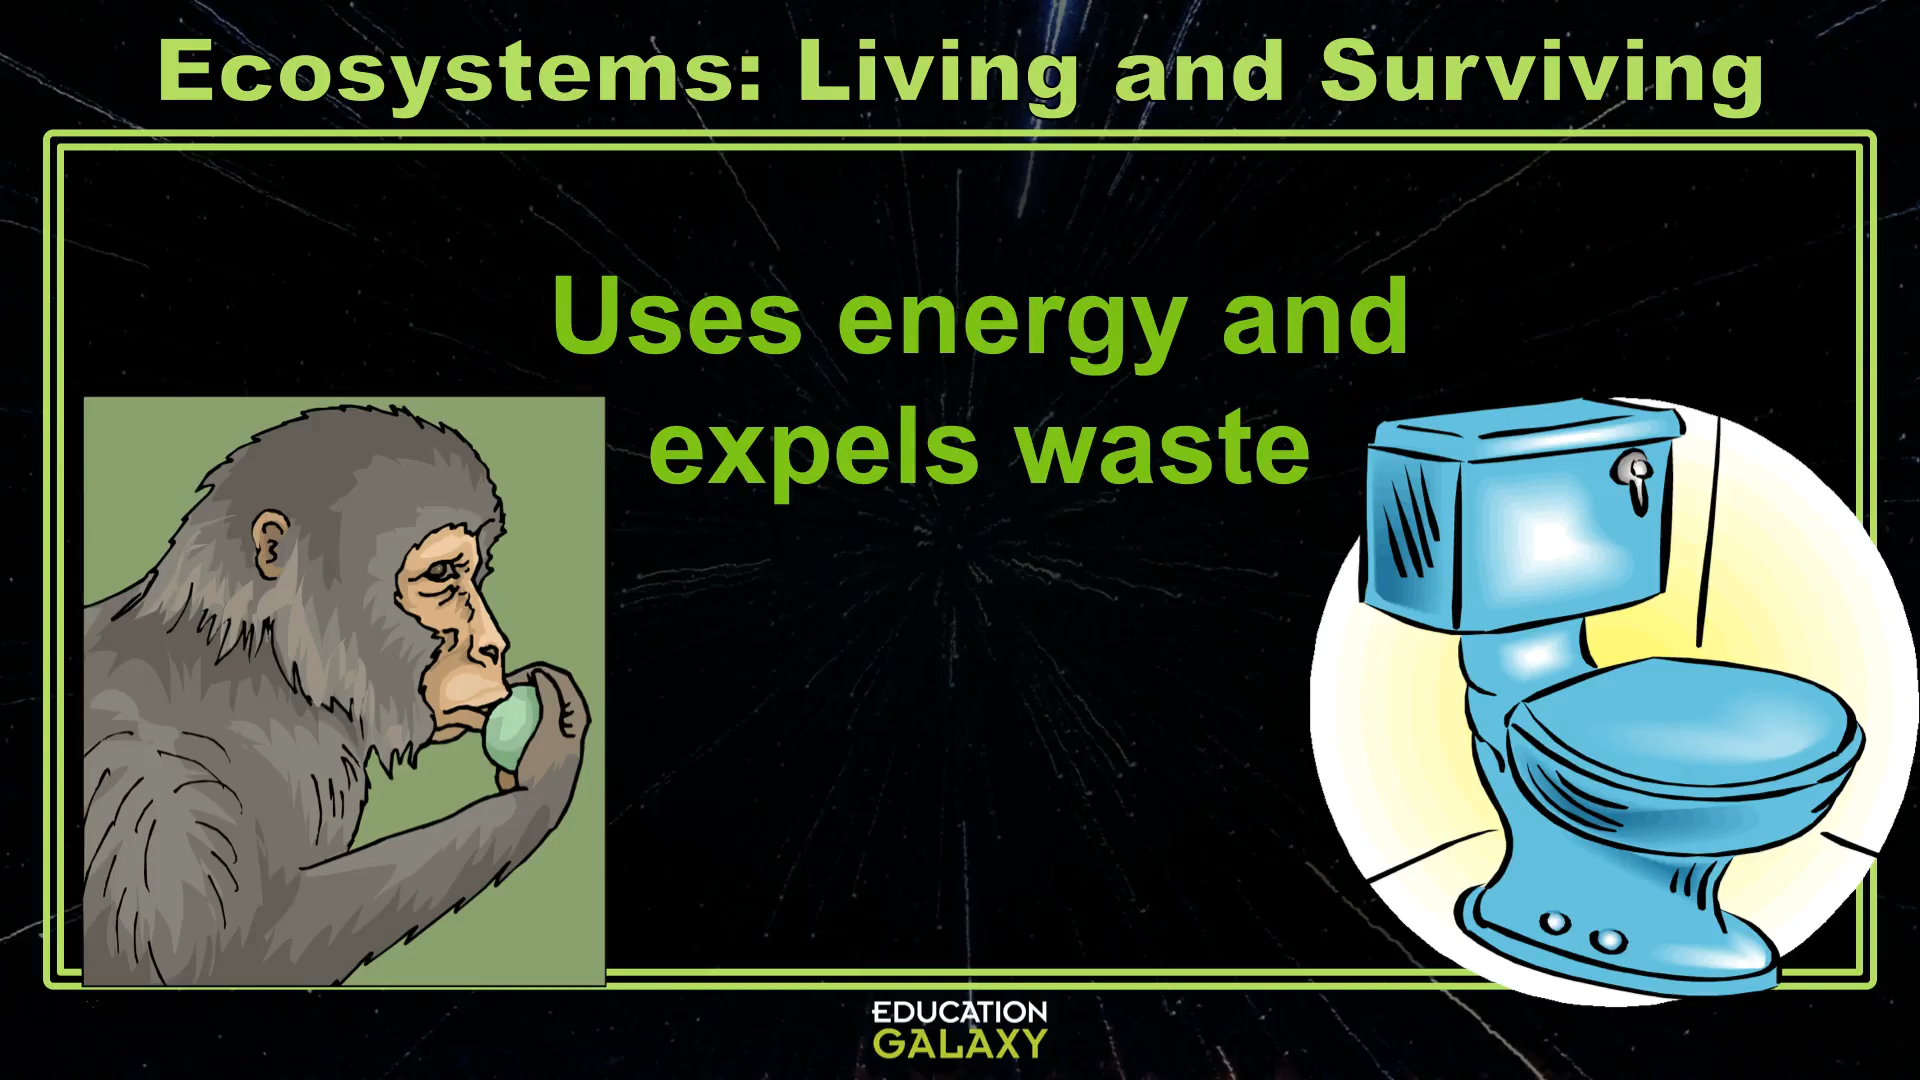 Ecosystems: Living and Surviving
Uses energy and
expels waste
EDUCATION
GALAXY